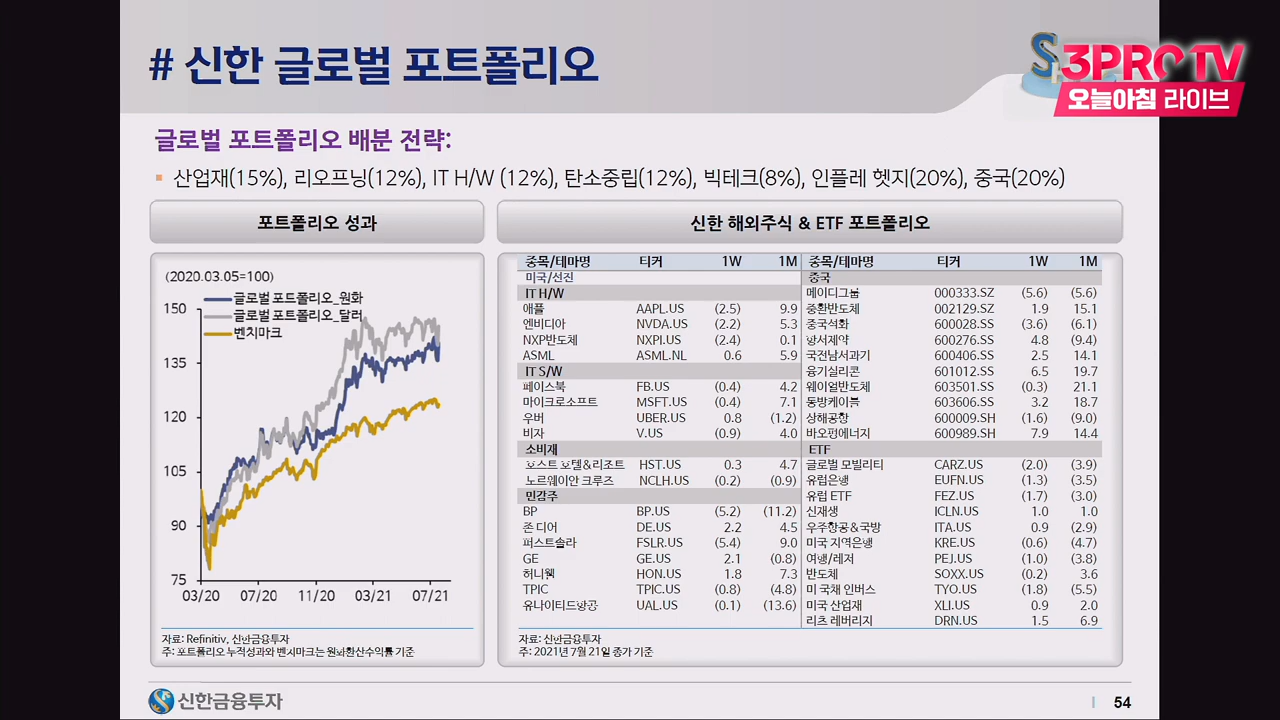 # 신한 글로벌 포트폴리오
3PROTV
오늘아침 라이브
글로벌 포트폴리오 배분 전략:
산업재(15%), 리오프닝(12%), IT H/W (12%), 탄소중립(12%), 빅테크(8%), 인플레 헷지(20%), 중국(20%)
포트폴리오 성과
(2020.03.05=100)
글로벌 포트폴리오_원화
글로벌 포트폴리오_달러
벤치마크
150
135
120
105
90
75
03/20 07/20 11/20 03/21 07/21
자료: Refinitiv, 신한금융투자
주: 포트폴리오 누적성과와 벤치마크는 원화환산수익률 기준
신한 해외주식 & ETF 포트폴리오
종목/테마명 티커 1W 1M
미국/선진
IT H/W
애플 AAPL.US (2.5) 9.9
엔비디아 NVDA.US (2.2) 5.3
NXP반도체 NXPI.US (2.4) 0.1
ASML ASML.NL 0.6 5.9
IT S/W
페이스북 FB.US (0.4) 4.2
마이크로소프트 MSFT.US (0.4) 7.1
우버 UBER.US 0.8 (1.2)
비자 V.US (0.9) 4.0
소비재
호스트 호텔&리조트 HST.US 0.3 4.7
노르웨이안 크루즈 NCLH.US (0.2) (0.9)
민감주
BP BP.US (5.2) (11.2)
존 디어 DE.US 2.2 4.5
퍼스트솔라 FSLR.US (5.4) 9.0
GE GE.US 2.1 (0.8)
허니웰 HON.US 1.8 7.3
TPIC TPIC.US (0.8) (4.8)
유나이티드항공 UAL.US (0.1) (13.6)
종목/테마명 티커 1W 1M
중국
메이디그룹 000333.SZ (5.6) (5.6)
중환반도체 002129.SZ 1.9 15.1
중국석화 600028.SS (3.6) (6.1)
항서제약 600276.SS 4.8 (9.4)
국전남서과기 600406.SS 2.5 14.1
융기실리콘 601012.SS 6.5 19.7
웨이얼반도체 603501.SS (0.3) 21.1
동방케이블 603606.SS 3.2 18.7
상해공항 600009.SH (1.6) (9.0)
바오펑에너지 600989.SH 7.9 14.4
ETF
글로벌 모빌리티 CARZ.US (2.0) (3.9)
유럽은행 EUFN.US (1.3) (3.5)
유럽 ETF FEZ.US (1.7) (3.0)
신재생 ICLN.US 1.0 1.0
우주항공&국방 ITA.US 0.9 (2.9)
미국 지역은행 KRE.US (0.6) (4.7)
여행/레저 PEJ.US (1.0) (3.8)
반도체 SOXX.US (0.2) 3.6
미 국채 인버스 TYO.US (1.8) (5.5)
미국 산업재 XLI.US 0.9 2.0
리츠 레버리지 DRN.US 1.5 6.9
자료: 신한금융투자
주: 2021년 7월 21일 종가 기준
신한금융투자
54